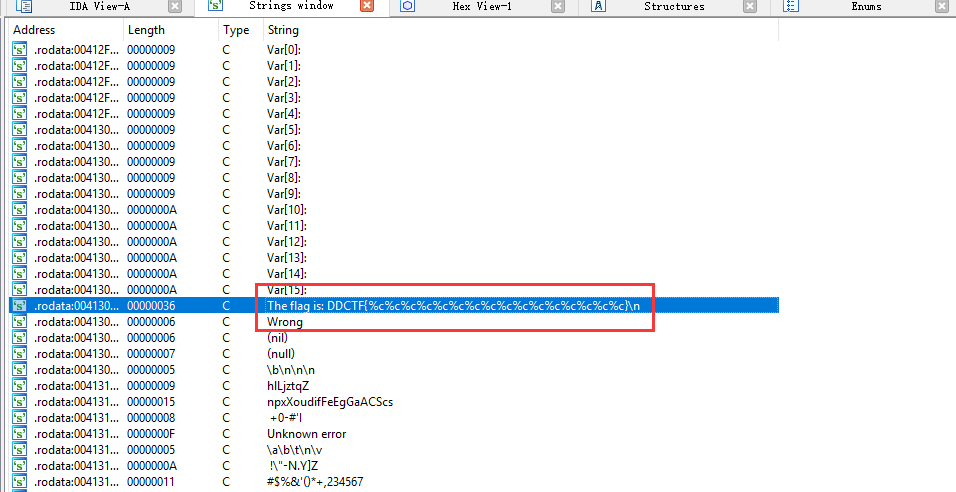 IDA View-A Strings window Hex View-1 Structures Enums
Address Length Type String
.rodata:00412F... 00000009 C Var[0]:
.rodata:00412F... 00000009 C Var[1]:
.rodata:00412F... 00000009 C Var[2]:
.rodata:00412F... 00000009 C Var[3]:
.rodata:00412F... 00000009 C Var[4]:
.rodata:004130... 00000009 C Var[5]:
.rodata:004130... 00000009 C Var[6]:
.rodata:004130... 00000009 C Var[7]:
.rodata:004130... 00000009 C Var[8]:
.rodata:004130... 00000009 C Var[9]:
.rodata:004130... 0000000A C Var[10]:
.rodata:004130... 0000000A C Var[11]:
.rodata:004130... 0000000A C Var[12]:
.rodata:004130... 0000000A C Var[13]:
.rodata:004130... 0000000A C Var[14]:
.rodata:004130... 0000000A C Var[15]:
.rodata:004130... 00000036 C The flag is: DDCTF{%c%c%c%c%c%c%c%c%c%c%c%c%c%c%c%c}\n
.rodata:004130... 00000006 C Wrong
.rodata:004130... 00000006 C (nil)
.rodata:004130... 00000007 C (null)
.rodata:004130... 00000005 C \b\n\n\n
.rodata:004131... 00000009 C hlLjztqZ
.rodata:004131... 00000015 C npxXoudifFeEgGaACScs
.rodata:004131... 00000008 C +0-#'I
.rodata:004131... 0000000F C Unknown error
.rodata:004131... 00000005 C \a\b\t\n\v
.rodata:004131... 0000000A C !\"-N.Y]Z
.rodata:004131... 00000011 C #$%&'()*+,234567